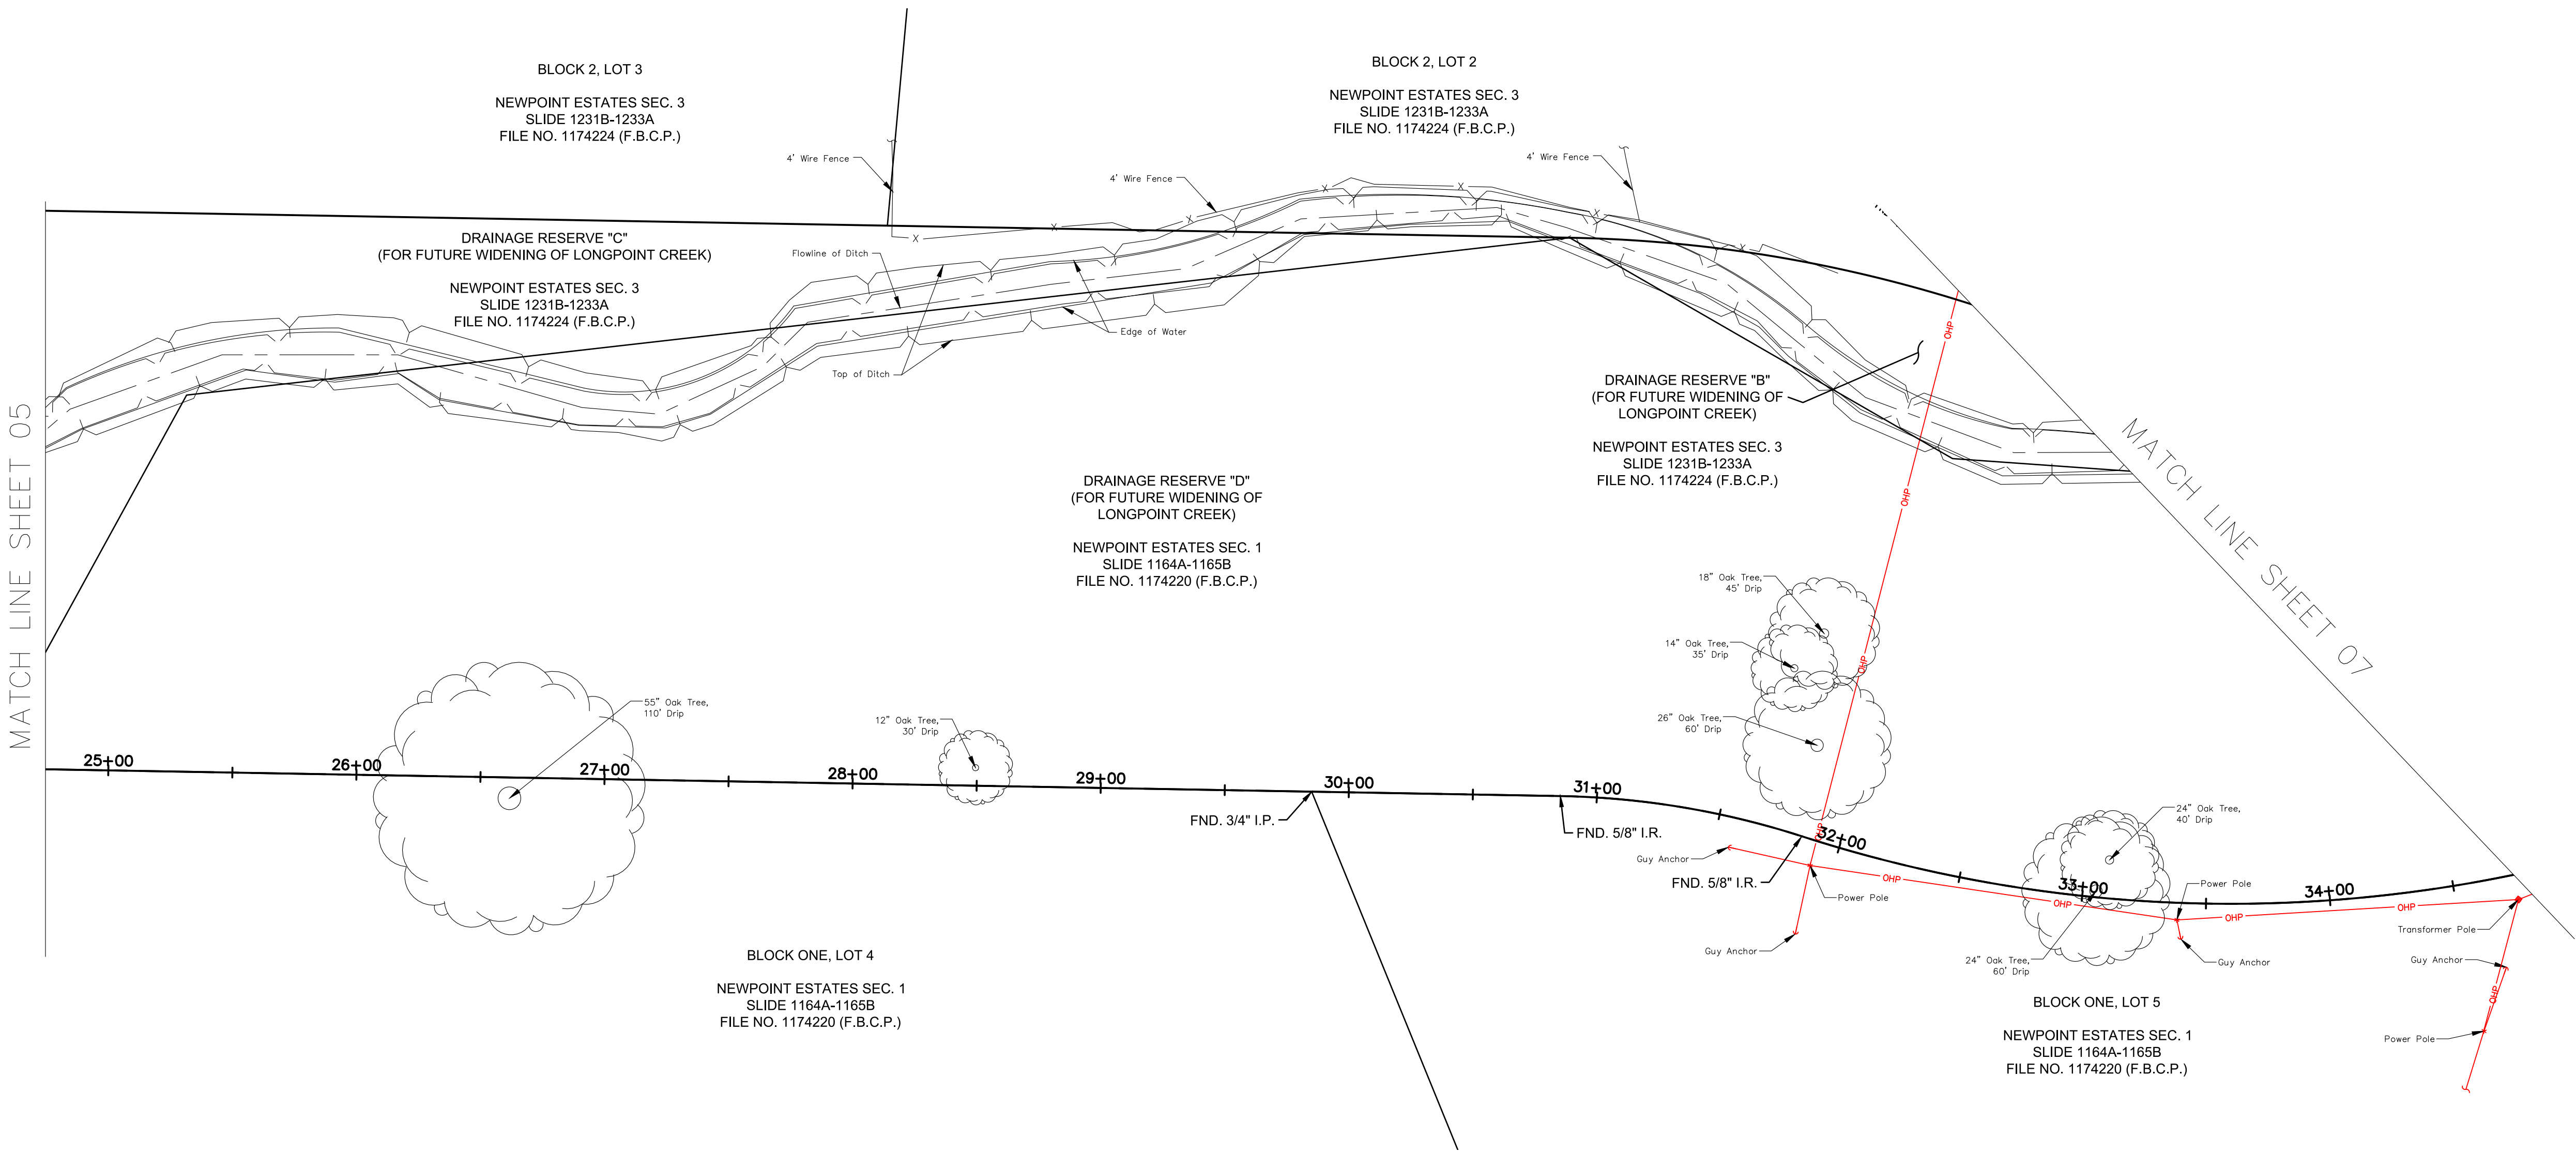 BLOCK 2, LOT 3
NEWPOINT ESTATES SEC. 3
SLIDE 1231B-1233A
FILE NO. 1174224 (F.B.C.P.)
BLOCK 2, LOT 2
NEWPOINT ESTATES SEC. 3
SLIDE 1231B-1233A
FILE NO. 1174224 (F.B.C.P.)
4' Wire Fence
4' Wire Fence
4' Wire Fence
X
X
X
X
X
X
X
DRAINAGE RESERVE "C"
(FOR FUTURE WIDENING OF LONGPOINT CREEK)
NEWPOINT ESTATES SEC. 3
SLIDE 1231B-1233A
FILE NO. 1174224 (F.B.C.P.)
Flowline of Ditch
Edge of Water
Top of Ditch
OHP
DRAINAGE RESERVE "B"
(FOR FUTURE WIDENING OF
LONGPOINT CREEK)
NEWPOINT ESTATES SEC. 3
SLIDE 1231B-1233A
FILE NO. 1174224 (F.B.C.P.)
OHP
MATCH LINE SHEET 05
MATCH LINE SHEET 07
DRAINAGE RESERVE "D"
(FOR FUTURE WIDENING OF
LONGPOINT CREEK)
NEWPOINT ESTATES SEC. 1
SLIDE 1164A-1165B
FILE NO. 1174220 (F.B.C.P.)
18" Oak Tree,
45' Drip
14" Oak Tree,
35' Drip
OHP
26" Oak Tree,
60' Drip
55" Oak Tree,
110' Drip
12" Oak Tree,
30' Drip
25+00
26+00
27+00
28+00
29+00
30+00
31+00
32+00
33+00
34+00
FND. 3/4" I.P.
FND. 5/8" I.R.
FND. 5/8" I.R.
OHP
Guy Anchor
Power Pole
Guy Anchor
OHP
24" Oak Tree,
40' Drip
Power Pole
OHP
OHP
OHP
24" Oak Tree,
60' Drip
Guy Anchor
Transformer Pole
Guy Anchor
OHP
Power Pole
BLOCK ONE, LOT 4
NEWPOINT ESTATES SEC. 1
SLIDE 1164A-1165B
FILE NO. 1174220 (F.B.C.P.)
BLOCK ONE, LOT 5
NEWPOINT ESTATES SEC. 1
SLIDE 1164A-1165B
FILE NO. 1174220 (F.B.C.P.)